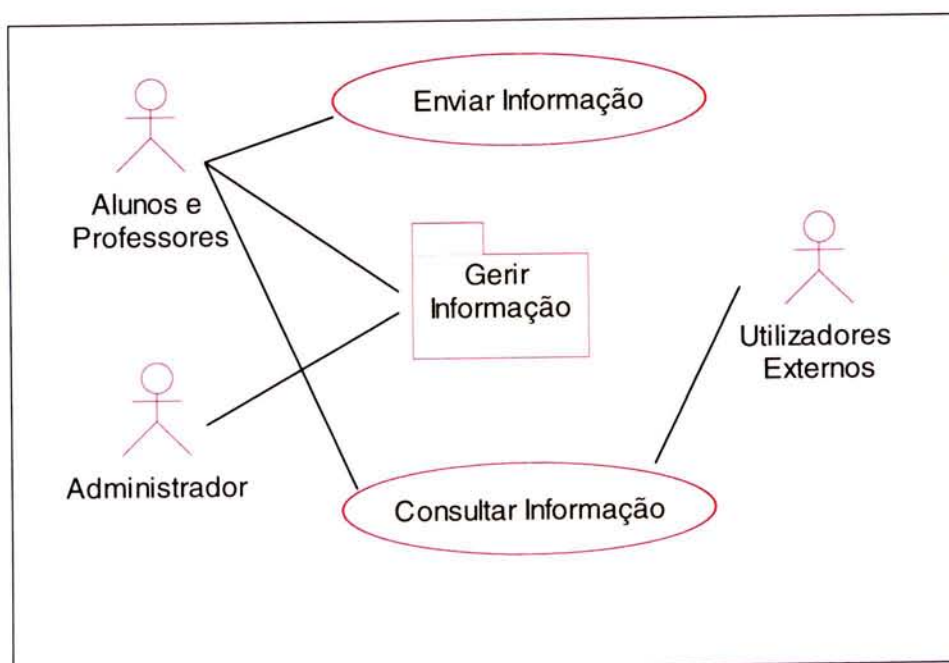 Enviar Informação
Alunos e
Professores
Gerir
Informação
Utilizadores
Externos
Administrador
Consultar Informação